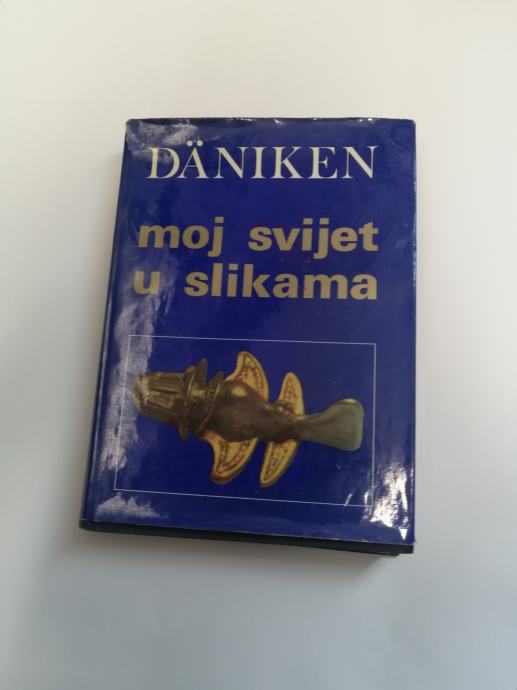 DÄNIKEN
moj svijet
u slikama